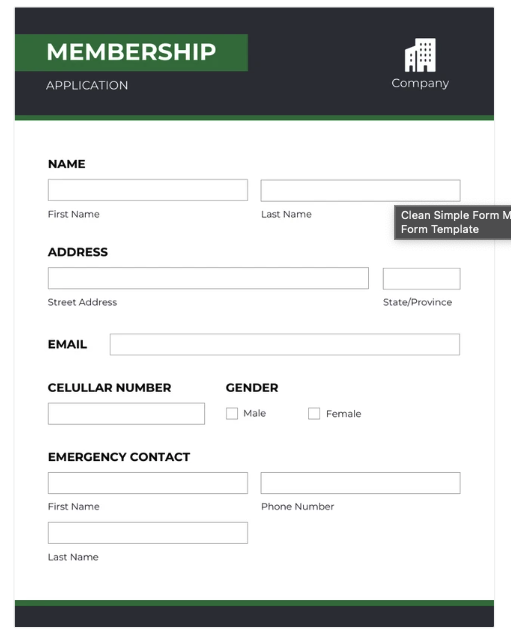 MEMBERSHIP
APPLICATION
Company
NAME
First Name
Last Name
Clean Simple Form M
Form Template
ADDRESS
Street Address
State/Province
EMAIL
CELULLAR NUMBER
GENDER
Male
Female
EMERGENCY CONTACT
First Name
Phone Number
Last Name